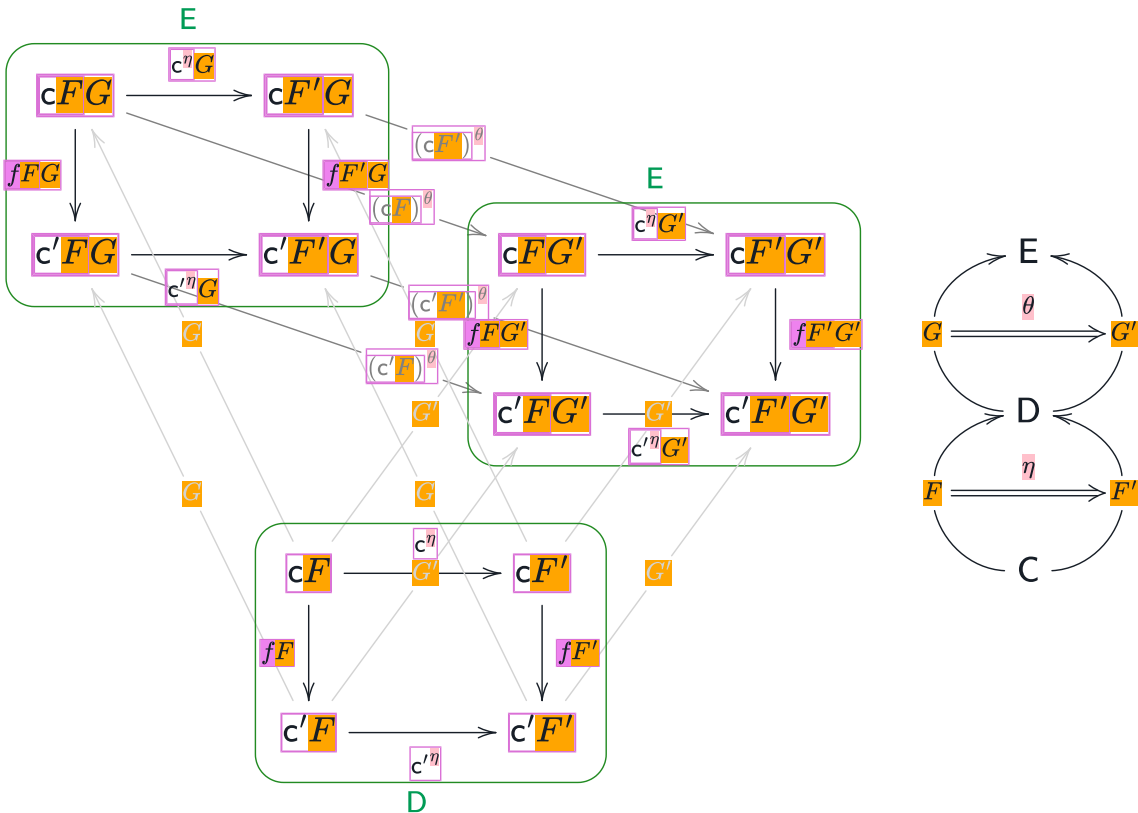 E
c^η G
cFG
cF′G
(cF′)^θ
fFG
fF′G
E
(cF)^θ
c^η G′
c′FG
c′F′G
cFG′
cF′G′
E
c′^η G
(c′F′)^θ
θ
G
G
fFG′
fF′G′
G
G′
(c′F)^θ
G′
G′
c′FG′
c′F′G′
D
c′^η G′
η
G
G
F
F′
c^η
cF
G′
cF′
G′
C
fF
fF′
c′F
c′F′
c′^η
D